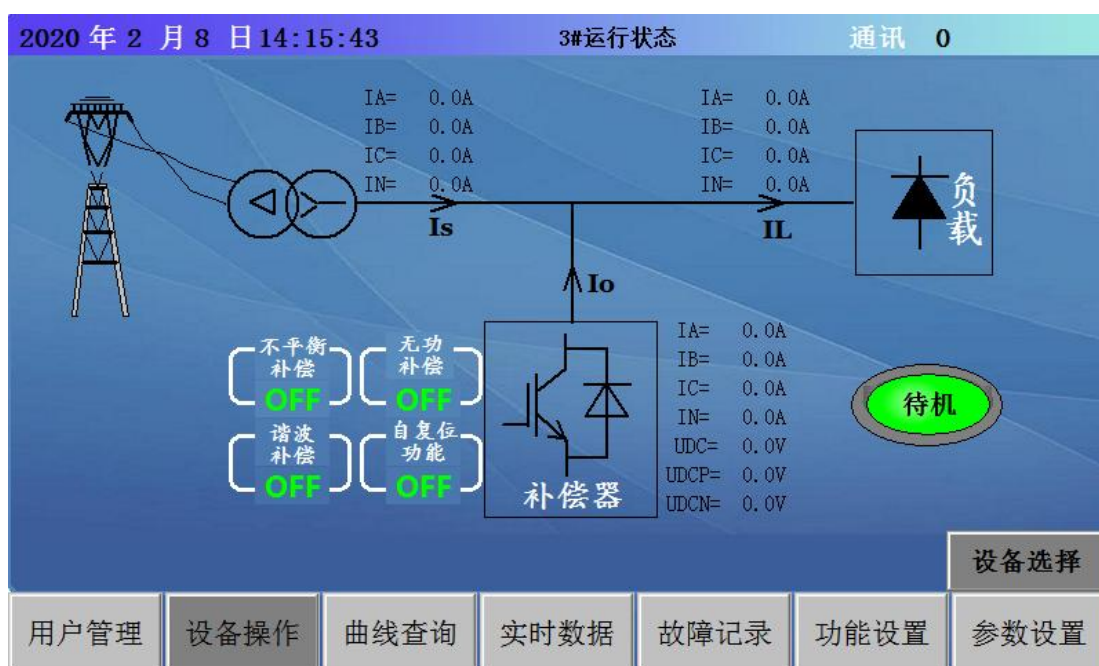 2020 年 2 月 8 日 14:15:43 3#运行状态 通讯 0
IA= 0.0A
IB= 0.0A
IC= 0.0A
IN= 0.0A
Is
IA= 0.0A
IB= 0.0A
IC= 0.0A
IN= 0.0A
IL
负载
Io
不平衡
补偿
OFF
无功
补偿
OFF
谐波
补偿
OFF
自复位
功能
OFF
补偿器
IA= 0.0A
IB= 0.0A
IC= 0.0A
IN= 0.0A
UDC= 0.0V
UDCP= 0.0V
UDCN= 0.0V
待机
设备选择
用户管理 设备操作 曲线查询 实时数据 故障记录 功能设置 参数设置